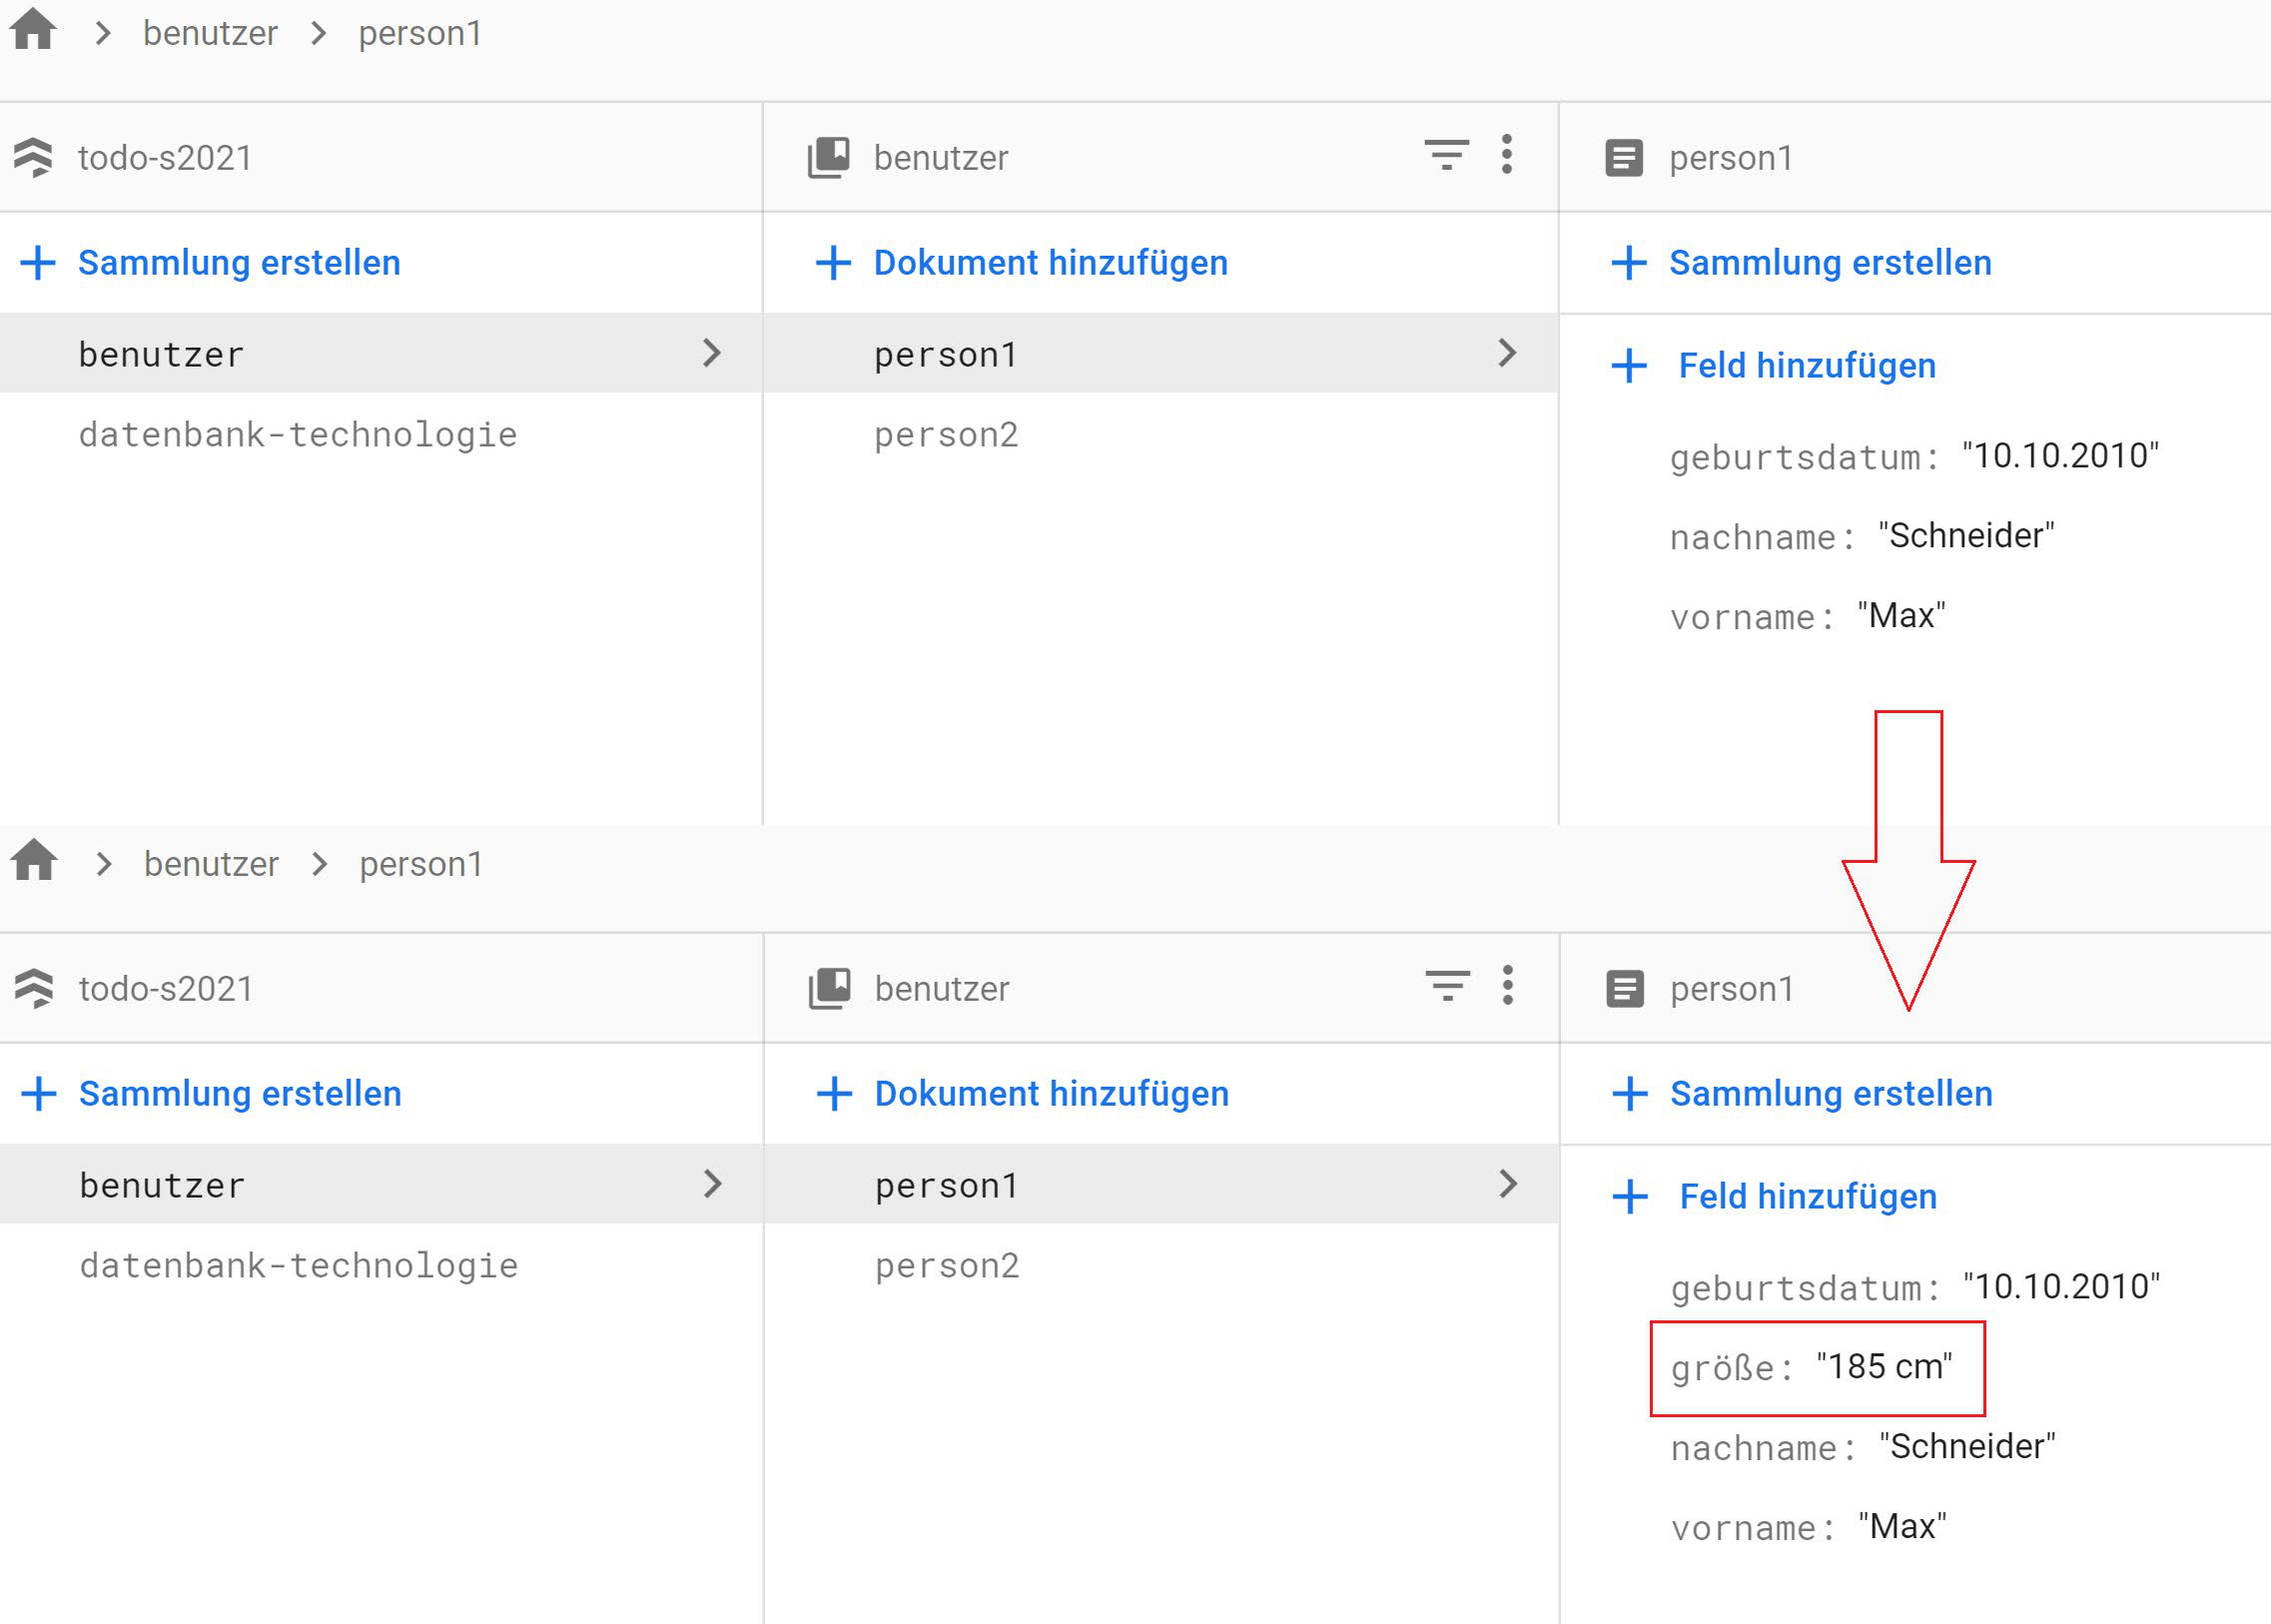 benutzer > person1
todo-s2021
benutzer
person1
+ Sammlung erstellen
+ Dokument hinzufügen
+ Sammlung erstellen
benutzer >
person1 >
+ Feld hinzufügen
datenbank-technologie
person2
geburtsdatum: "10.10.2010"
nachname: "Schneider"
vorname: "Max"
benutzer > person1
todo-s2021
benutzer
person1
+ Sammlung erstellen
+ Dokument hinzufügen
+ Sammlung erstellen
benutzer >
person1 >
+ Feld hinzufügen
datenbank-technologie
person2
geburtsdatum: "10.10.2010"
größe: "185 cm"
nachname: "Schneider"
vorname: "Max"